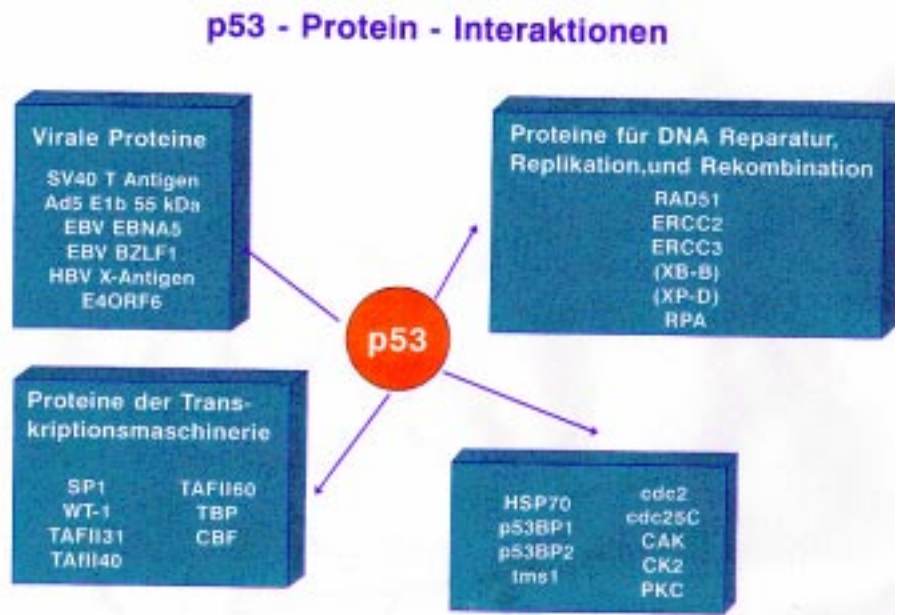 p53 - Protein - Interaktionen
Virale Proteine
SV40 T Antigen
Ad5 E1b 55 kDa
EBV EBNA5
EBV BZLF1
HBV X-Antigen
E4ORF6
Proteine für DNA Reparatur,
Replikation,und Rekombination
RAD51
ERCC2
ERCC3
(XB-B)
(XP-D)
RPA
p53
Proteine der Trans-
kriptionsmaschinerie
SP1
WT-1
TAFII31
TAfII40
TAFII60
TBP
CBF
HSP70
p53BP1
p53BP2
tms1
cdc2
cdc25C
CAK
CK2
PKC